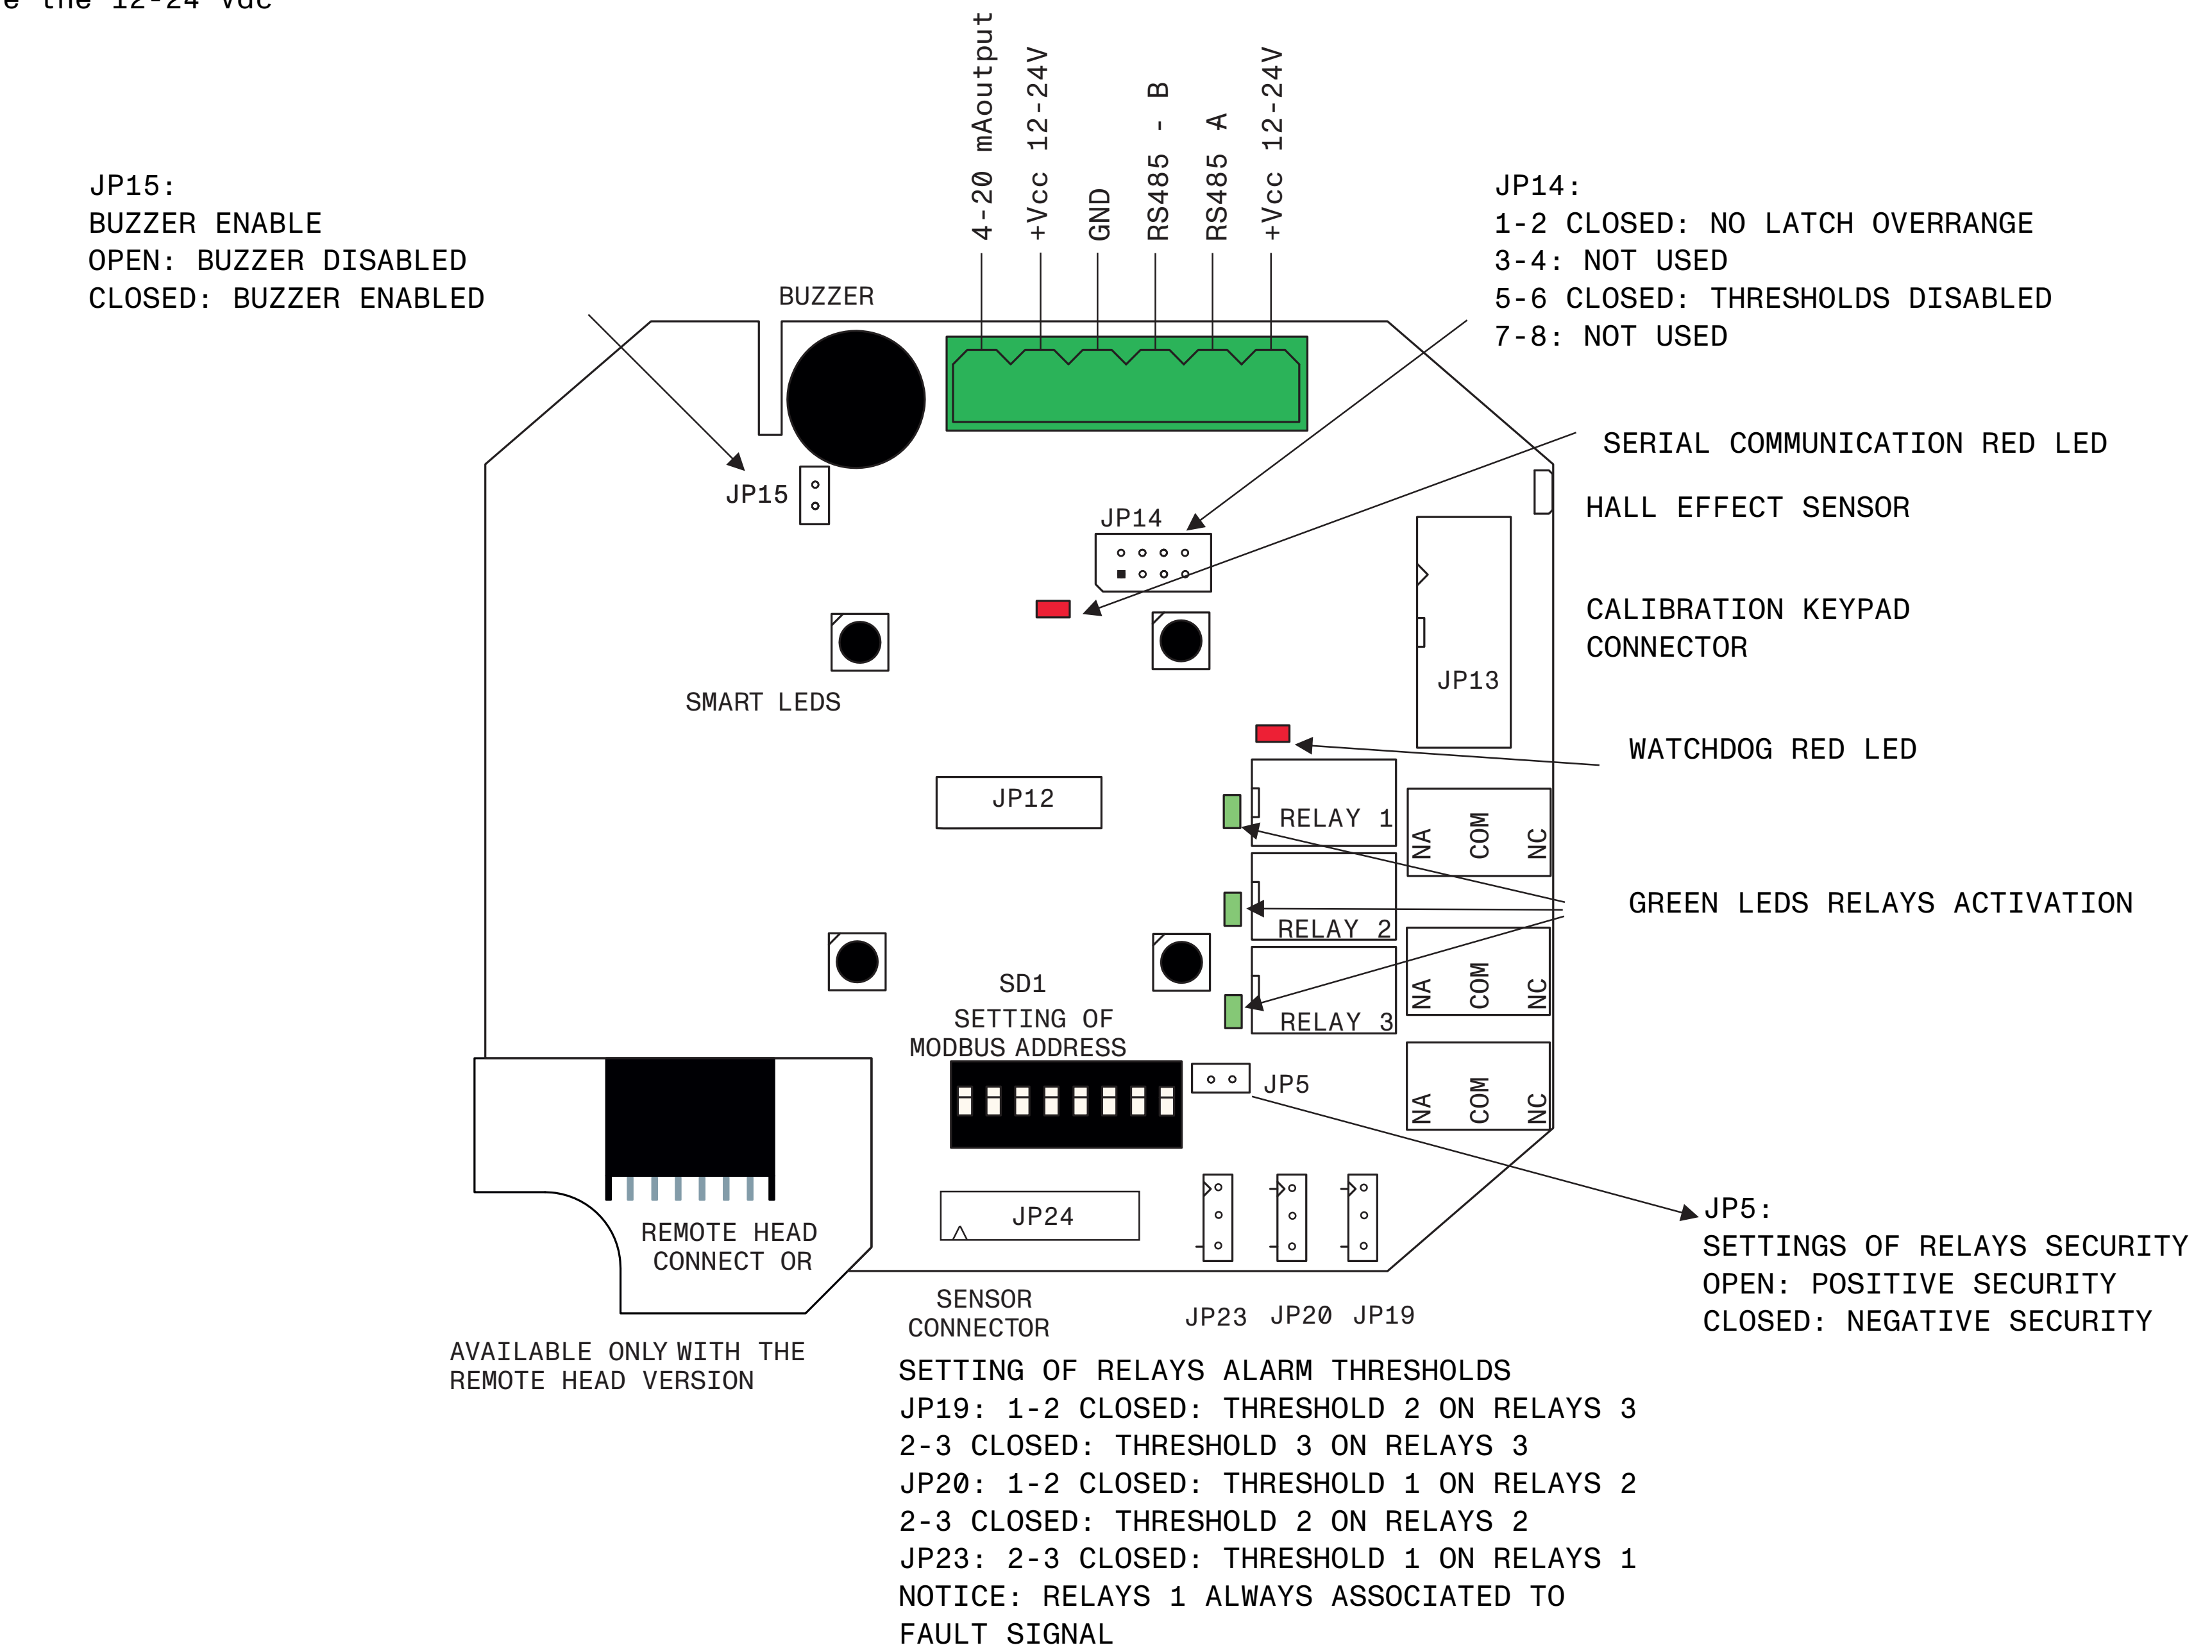 e the 12-24 Vdc
4-20 mAoutput
+Vcc 12-24V
GND
RS485 - B
RS485 A
+Vcc 12-24V
JP15:
BUZZER ENABLE
OPEN: BUZZER DISABLED
CLOSED: BUZZER ENABLED
JP14:
1-2 CLOSED: NO LATCH OVERRANGE
3-4: NOT USED
5-6 CLOSED: THRESHOLDS DISABLED
7-8: NOT USED
BUZZER
SERIAL COMMUNICATION RED LED
JP15
HALL EFFECT SENSOR
JP14
CALIBRATION KEYPAD
CONNECTOR
JP13
SMART LEDS
WATCHDOG RED LED
JP12
RELAY 1
NA
COM
NC
GREEN LEDS RELAYS ACTIVATION
RELAY 2
NA
COM
NC
SD1
SETTING OF
MODBUS ADDRESS
RELAY 3
JP5
NA
COM
NC
JP24
REMOTE HEAD
CONNECT OR
JP5:
SETTINGS OF RELAYS SECURITY
OPEN: POSITIVE SECURITY
CLOSED: NEGATIVE SECURITY
SENSOR
CONNECTOR
JP23
JP20
JP19
AVAILABLE ONLY WITH THE
REMOTE HEAD VERSION
SETTING OF RELAYS ALARM THRESHOLDS
JP19: 1-2 CLOSED: THRESHOLD 2 ON RELAYS 3
2-3 CLOSED: THRESHOLD 3 ON RELAYS 3
JP20: 1-2 CLOSED: THRESHOLD 1 ON RELAYS 2
2-3 CLOSED: THRESHOLD 2 ON RELAYS 2
JP23: 2-3 CLOSED: THRESHOLD 1 ON RELAYS 1
NOTICE: RELAYS 1 ALWAYS ASSOCIATED TO
FAULT SIGNAL